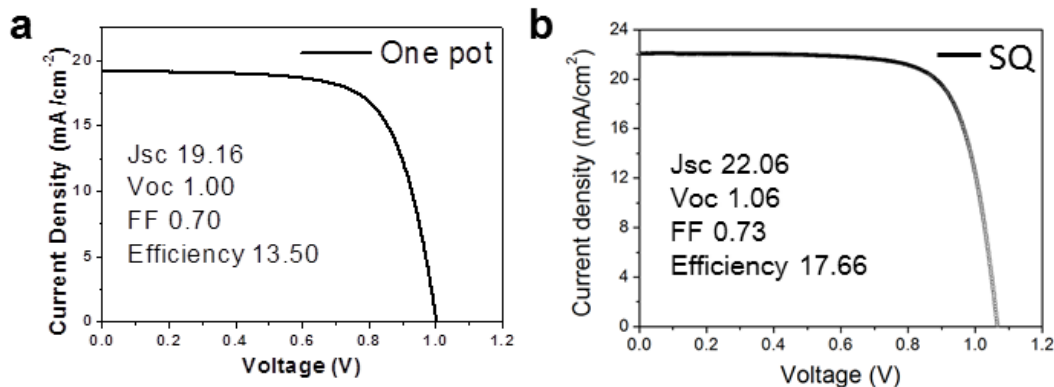 a
One pot
Current Density (mA /cm⁻²)
20
15
10
5
0
Jsc 19.16
Voc 1.00
FF 0.70
Efficiency 13.50
0.0 0.2 0.4 0.6 0.8 1.0 1.2
Voltage (V)
b
SQ
Current density (mA/cm²)
24
20
16
12
8
4
0
Jsc 22.06
Voc 1.06
FF 0.73
Efficiency 17.66
0.0 0.2 0.4 0.6 0.8 1.0 1.2
Voltage (V)